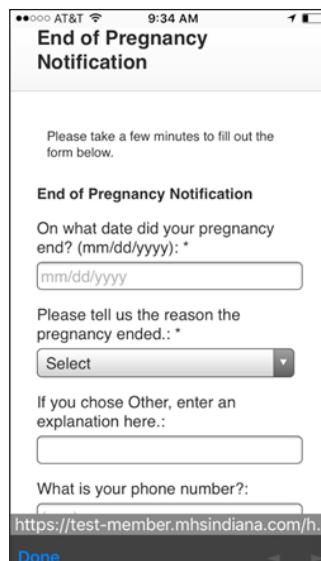 AT&T 9:34 AM
End of Pregnancy
Notification
Please take a few minutes to fill out the
form below.
End of Pregnancy Notification
On what date did your pregnancy
end? (mm/dd/yyyy): *
mm/dd/yyyy
Please tell us the reason the
pregnancy ended.: *
Select
If you chose Other, enter an
explanation here.:
What is your phone number?:
https://test-member.mhsindiana.com/h.
Done